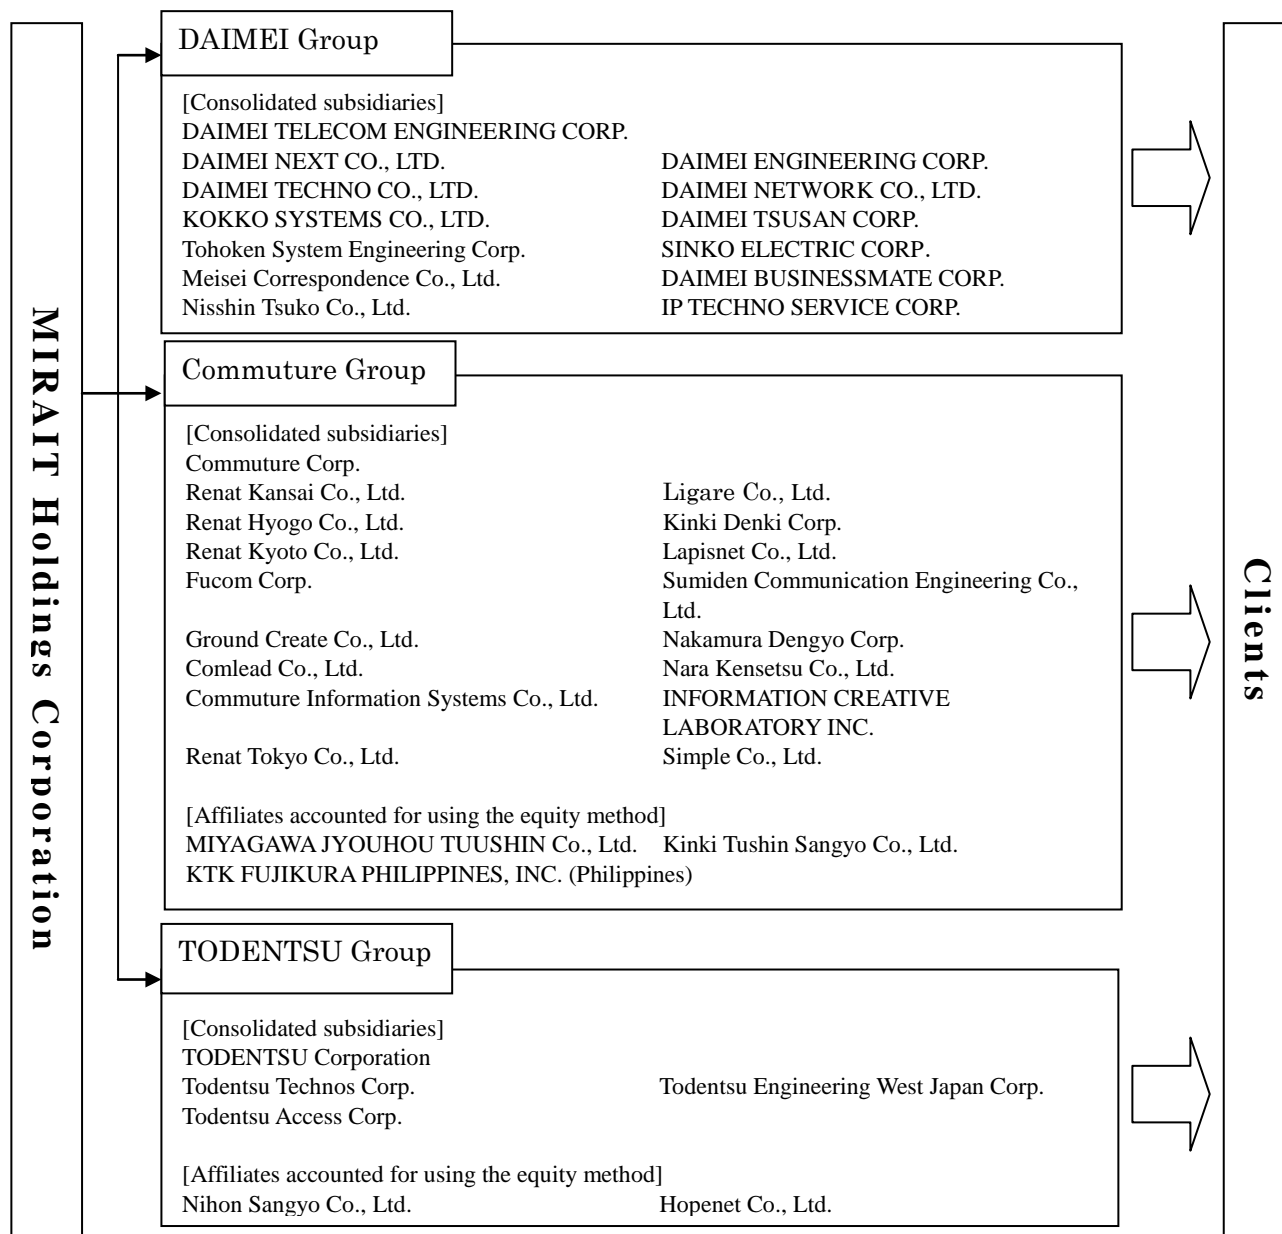 MIRAIT Holdings Corporation
DAIMEI Group
[Consolidated subsidiaries]
DAIMEI TELECOM ENGINEERING CORP.
DAIMEI NEXT CO., LTD. DAIMEI ENGINEERING CORP.
DAIMEI TECHNO CO., LTD. DAIMEI NETWORK CO., LTD.
KOKKO SYSTEMS CO., LTD. DAIMEI TSUSAN CORP.
Tohoken System Engineering Corp. SINKO ELECTRIC CORP.
Meisei Correspondence Co., Ltd. DAIMEI BUSINESSMATE CORP.
Nisshin Tsuko Co., Ltd. IP TECHNO SERVICE CORP.
Commuture Group
[Consolidated subsidiaries]
Commuture Corp.
Renat Kansai Co., Ltd. Ligare Co., Ltd.
Renat Hyogo Co., Ltd. Kinki Denki Corp.
Renat Kyoto Co., Ltd. Lapisnet Co., Ltd.
Fucom Corp. Sumiden Communication Engineering Co.,
Ltd.
Ground Create Co., Ltd. Nakamura Dengyo Corp.
Comlead Co., Ltd. Nara Kensetsu Co., Ltd.
Commuture Information Systems Co., Ltd. INFORMATION CREATIVE
LABORATORY INC.
Renat Tokyo Co., Ltd. Simple Co., Ltd.
[Affiliates accounted for using the equity method]
MIYAGAWA JYOUHOU TUUSHIN Co., Ltd. Kinki Tushin Sangyo Co., Ltd.
KTK FUJIKURA PHILIPPINES, INC. (Philippines)
TODENTSU Group
[Consolidated subsidiaries]
TODENTSU Corporation
Todentsu Technos Corp. Todentsu Engineering West Japan Corp.
Todentsu Access Corp.
[Affiliates accounted for using the equity method]
Nihon Sangyo Co., Ltd. Hopenet Co., Ltd.
Clients